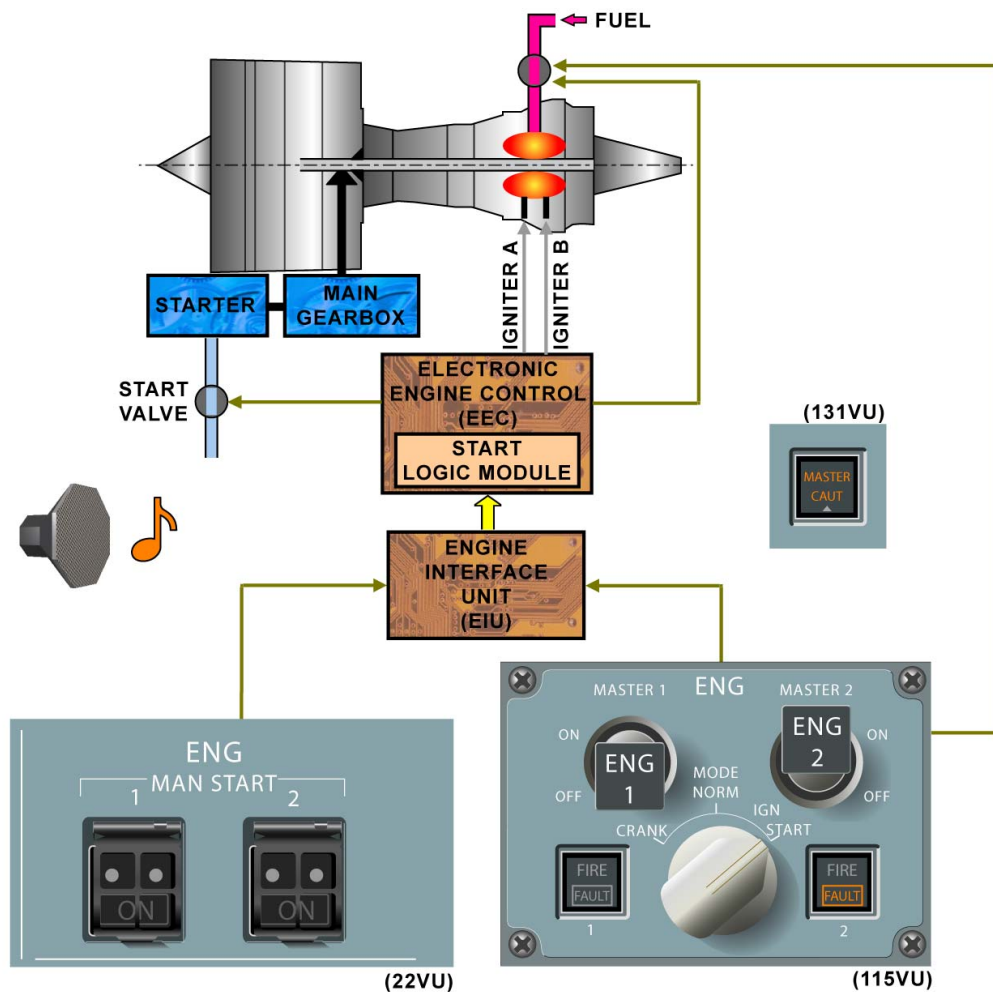 FUEL
IGNITER A
IGNITER B
STARTER
MAIN
GEARBOX
START
VALVE
ELECTRONIC
ENGINE CONTROL
(EEC)
START
LOGIC MODULE
(131VU)
MASTER
CAUT
ENGINE
INTERFACE
UNIT
(EIU)
ENG
MAN START
1
2
ON
ON
(22VU)
MASTER 1
ENG
MASTER 2
ON
OFF
ENG
1
ENG
2
ON
OFF
MODE
NORM
CRANK
IGN
START
FIRE
FAULT
1
FIRE
FAULT
2
(115VU)